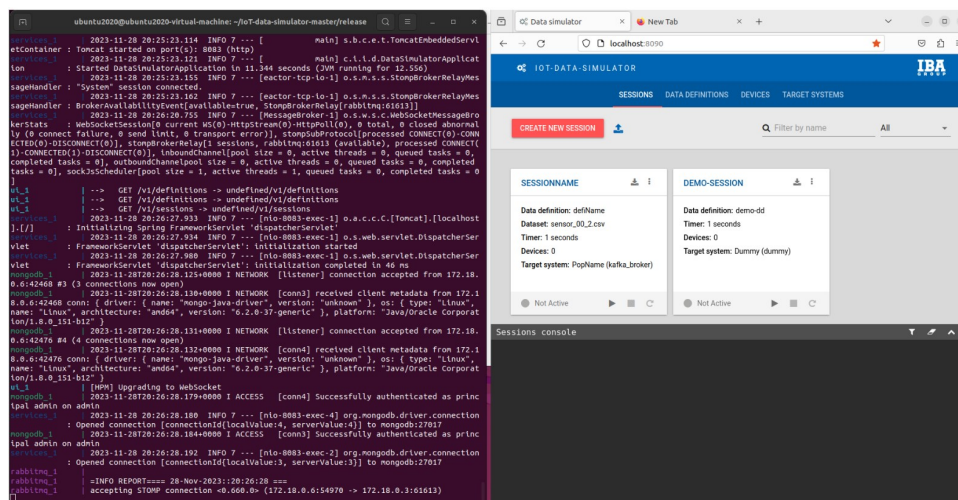 ubuntu2020@ubuntu2020-virtual-machine: ~/IoT-data-simulator-master/release
services_1 | 2023-11-28 20:25:23.114 INFO 7 --- [ main] s.b.c.e.t.TomcatEmbeddedServl
etContainer : Tomcat started on port(s): 8083 (http)
services_1 | 2023-11-28 20:25:23.121 INFO 7 --- [ main] c.i.i.d.DataSimulatorApplicat
ion : Started DataSimulatorApplication in 11.344 seconds (JVM running for 12.556)
services_1 | 2023-11-28 20:25:23.155 INFO 7 --- [eactor-tcp-io-1] o.s.m.s.s.StompBrokerRelayMes
sageHandler : "System" session connected.
services_1 | 2023-11-28 20:25:23.162 INFO 7 --- [eactor-tcp-io-1] o.s.m.s.s.StompBrokerRelayMes
sageHandler : BrokerAvailabilityEvent[available=true, StompBrokerRelay[rabbitmq:61613]]
services_1 | 2023-11-28 20:26:20.755 INFO 7 --- [MessageBroker-1] o.s.w.s.c.WebSocketMessageBro
kerStats : WebSocketSession[0 current WS(0)-HttpStream(0)-HttpPoll(0), 0 total, 0 closed abnormal
ly (0 connect failure, 0 send limit, 0 transport error)], stompSubProtocol[processed CONNECT(0)-CONN
ECTED(0)-DISCONNECT(0)], stompBrokerRelay[1 sessions, rabbitmq:61613 (available), processed CONNECT(
1)-CONNECTED(1)-DISCONNECT(0)], inboundChannel[pool size = 0, active threads = 0, queued tasks = 0,
completed tasks = 0], outboundChannelpool size = 0, active threads = 0, queued tasks = 0, completed
tasks = 0], sockJsScheduler[pool size = 1, active threads = 1, queued tasks = 0, completed tasks = 0
]
ui_1 | --> GET /v1/definitions -> undefined/v1/definitions
ui_1 | --> GET /v1/definitions -> undefined/v1/definitions
ui_1 | --> GET /v1/sessions -> undefined/v1/sessions
services_1 | 2023-11-28 20:26:27.933 INFO 7 --- [nio-8083-exec-1] o.a.c.c.C.[Tomcat].[localhost
].[/] : Initializing Spring FrameworkServlet 'dispatcherServlet'
services_1 | 2023-11-28 20:26:27.934 INFO 7 --- [nio-8083-exec-1] o.s.web.servlet.DispatcherSer
vlet : FrameworkServlet 'dispatcherServlet': initialization started
services_1 | 2023-11-28 20:26:27.980 INFO 7 --- [nio-8083-exec-1] o.s.web.servlet.DispatcherSer
vlet : FrameworkServlet 'dispatcherServlet': initialization completed in 46 ms
mongodb_1 | 2023-11-28T20:26:28.125+0000 I NETWORK [listener] connection accepted from 172.18.
0.6:42468 #3 (3 connections now open)
mongodb_1 | 2023-11-28T20:26:28.130+0000 I NETWORK [conn3] received client metadata from 172.1
8.0.6:42468 conn: { driver: { name: "mongo-java-driver", version: "unknown" }, os: { type: "Linux",
name: "Linux", architecture: "amd64", version: "6.2.0-37-generic" }, platform: "Java/Oracle Corporat
ion/1.8.0_151-b12" }
mongodb_1 | 2023-11-28T20:26:28.131+0000 I NETWORK [listener] connection accepted from 172.18.
0.6:42476 #4 (4 connections now open)
mongodb_1 | 2023-11-28T20:26:28.132+0000 I NETWORK [conn4] received client metadata from 172.1
8.0.6:42476 conn: { driver: { name: "mongo-java-driver", version: "unknown" }, os: { type: "Linux",
name: "Linux", architecture: "amd64", version: "6.2.0-37-generic" }, platform: "Java/Oracle Corporat
ion/1.8.0_151-b12" }
ui_1 | [HPM] Upgrading to WebSocket
mongodb_1 | 2023-11-28T20:26:28.179+0000 I ACCESS [conn4] Successfully authenticated as princ
ipal admin on admin
services_1 | 2023-11-28 20:26:28.180 INFO 7 --- [nio-8083-exec-4] org.mongodb.driver.connection
: Opened connection [connectionId{localValue:4, serverValue:4}] to mongodb:27017
mongodb_1 | 2023-11-28T20:26:28.184+0000 I ACCESS [conn3] Successfully authenticated as princ
ipal admin on admin
services_1 | 2023-11-28 20:26:28.192 INFO 7 --- [nio-8083-exec-2] org.mongodb.driver.connection
: Opened connection [connectionId{localValue:3, serverValue:3}] to mongodb:27017
rabbitmq_1 |
rabbitmq_1 | =INFO REPORT==== 28-Nov-2023::20:26:28 ===
rabbitmq_1 | accepting STOMP connection <0.660.0> (172.18.0.6:54970 -> 172.18.0.3:61613)
Data simulator
New Tab
localhost:8090
IOT-DATA-SIMULATOR
IBA
GROUP
SESSIONS DATA DEFINITIONS DEVICES TARGET SYSTEMS
CREATE NEW SESSION
Filter by name
All
SESSIONNAME
Data definition: defiName
Dataset: sensor_00_2.csv
Timer: 1 seconds
Devices: 0
Target system: PopName (kafka_broker)
Not Active
DEMO-SESSION
Data definition: demo-dd
Timer: 1 seconds
Devices: 0
Target system: Dummy (dummy)
Not Active
Sessions console